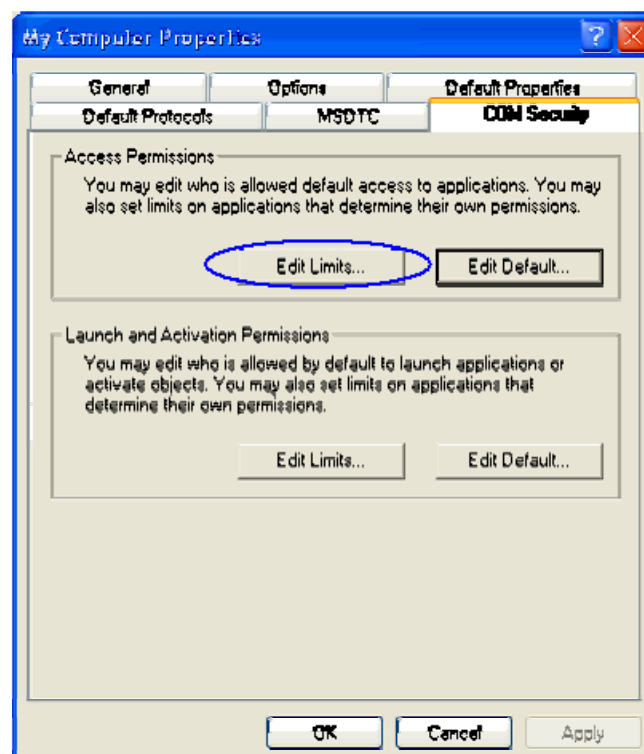 My Computer Properties
General Options Default Properties
Default Protocols MSDTC COM Security
Access Permissions
You may edit who is allowed default access to applications. You may
also set limits on applications that determine their own permissions.
Edit Limits... Edit Default...
Launch and Activation Permissions
You may edit who is allowed by default to launch applications or
activate objects. You may also set limits on applications that
determine their own permissions.
Edit Limits... Edit Default...
OK Cancel Apply